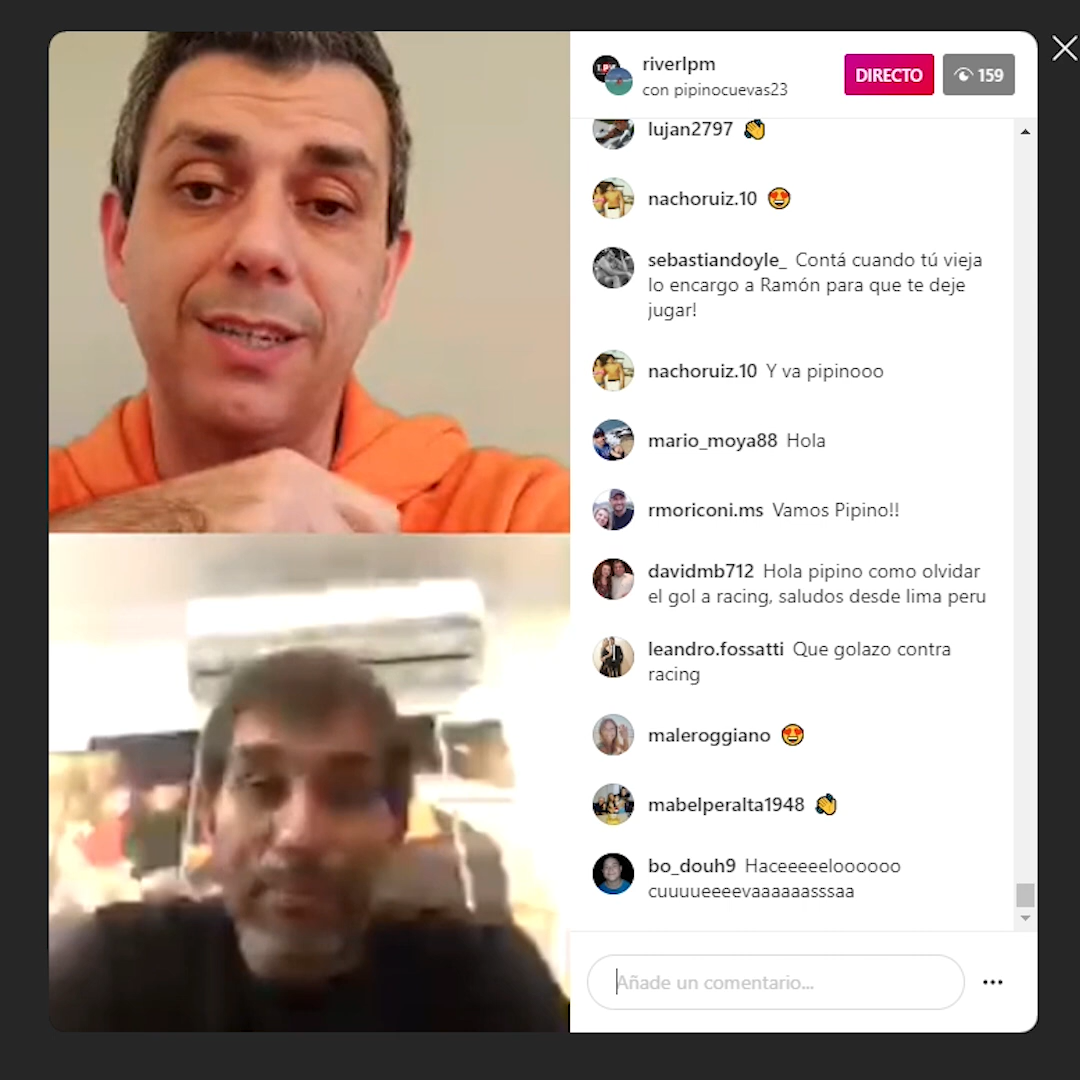 riverlpm
con pipinocuevas23
DIRECTO
159
lujan2797 👏
nachoruiz.10 😍
sebastiandoyle_ Contá cuando tú vieja
lo encargo a Ramón para que te deje
jugar!
nachoruiz.10 Y va pipinooo
mario_moya88 Hola
rmoriconi.ms Vamos Pipino!!
davidmb712 Hola pipino como olvidar
el gol a racing, saludos desde lima peru
leandro.fossatti Que golazo contra
racing
maleroggiano 😍
mabelperalta1948 👏
bo_douh9 Haceeeeeloooooo
cuuuueeeevaaaaaasssaa
Añade un comentario...